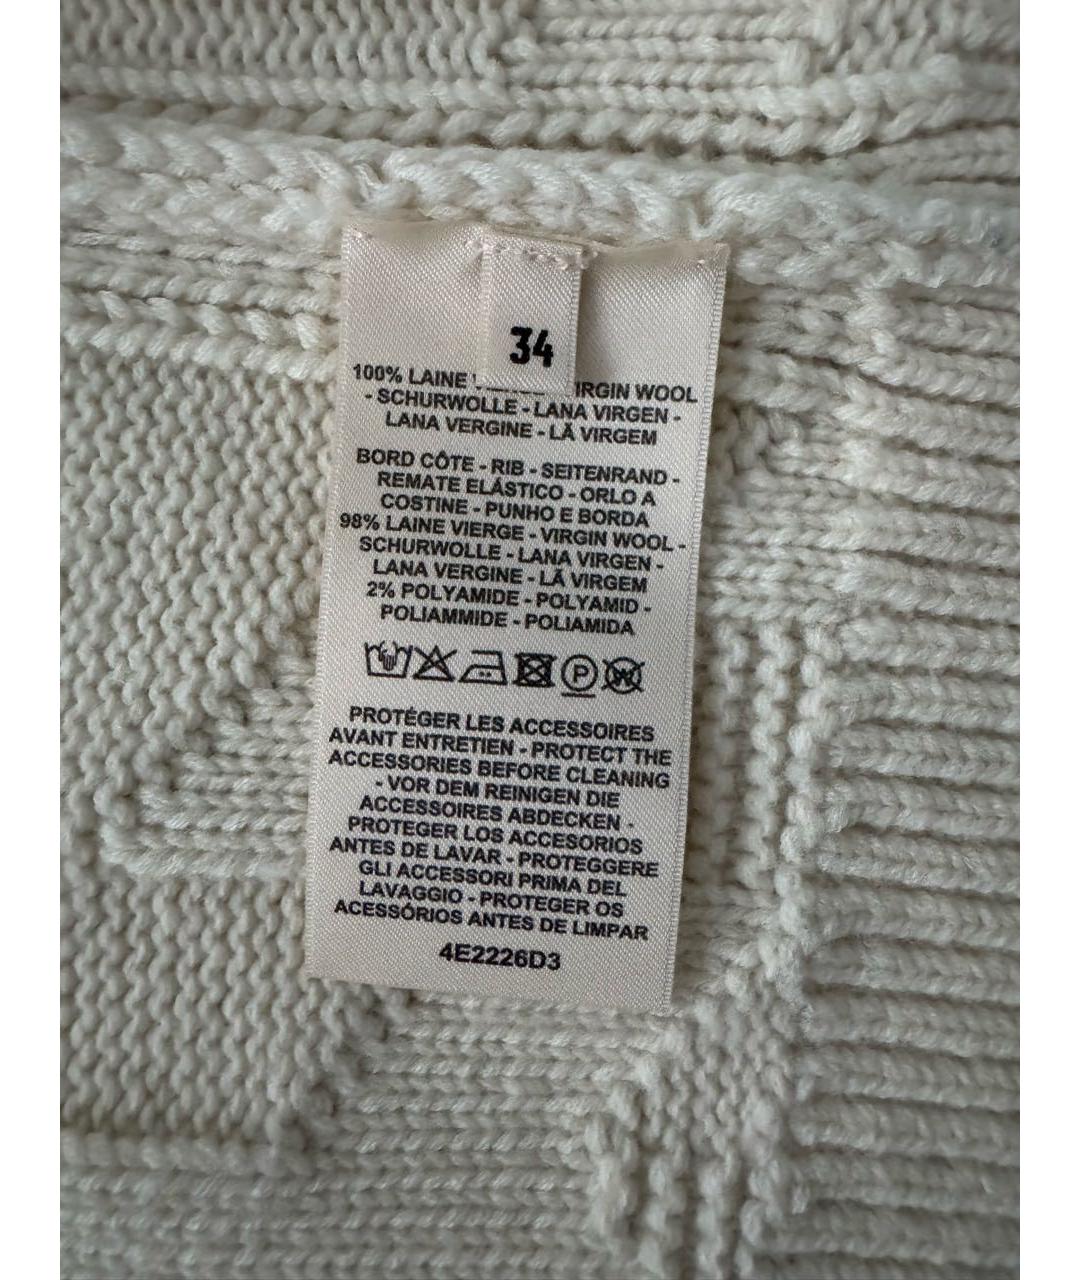 34
100% LAINE VIRGIN WOOL
- SCHURWOLLE - LANA VIRGEN -
LANA VERGINE - LÃ VIRGEM
BORD CÔTE - RIB - SEITENRAND -
REMATE ELÁSTICO - ORLO A
COSTINE - PUNHO E BORDA
98% LAINE VIERGE - VIRGIN WOOL -
SCHURWOLLE - LANA VIRGEN -
LANA VERGINE - LÃ VIRGEM
2% POLYAMIDE - POLYAMID -
POLIAMMIDE - POLIAMIDA
P W
PROTÉGER LES ACCESSOIRES
AVANT ENTRETIEN - PROTECT THE
ACCESSORIES BEFORE CLEANING
- VOR DEM REINIGEN DIE
ACCESSOIRES ABDECKEN -
PROTEGER LOS ACCESORIOS
ANTES DE LAVAR - PROTEGGERE
GLI ACCESSORI PRIMA DEL
LAVAGGIO - PROTEGER OS
ACESSÓRIOS ANTES DE LIMPAR
4E2226D3